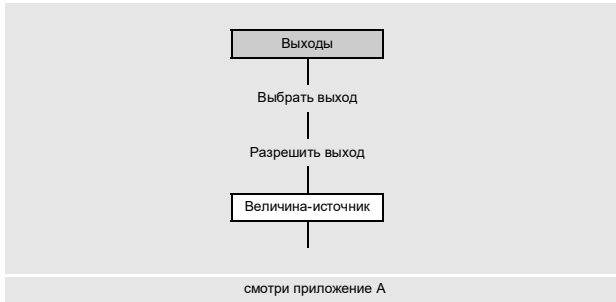 Выходы
Выбрать выход
Разрешить выход
Величина-источник
смотри приложение А